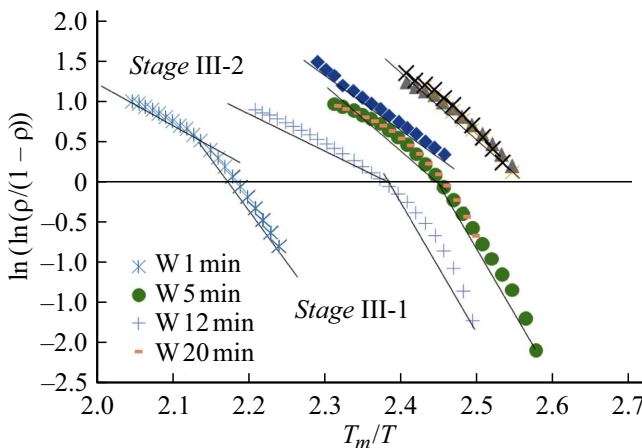 2.0
1.5
Stage III-2
1.0
0.5
0
–0.5
–1.0
–1.0
–2.0
–2.5
ln (ln(ρ/(1 – ρ))
W 1 min
W 5 min
W 12 min
W 20 min
Stage III-1
2.0 2.1 2.2 2.3 2.4 2.5 2.6 2.7
Tm/T